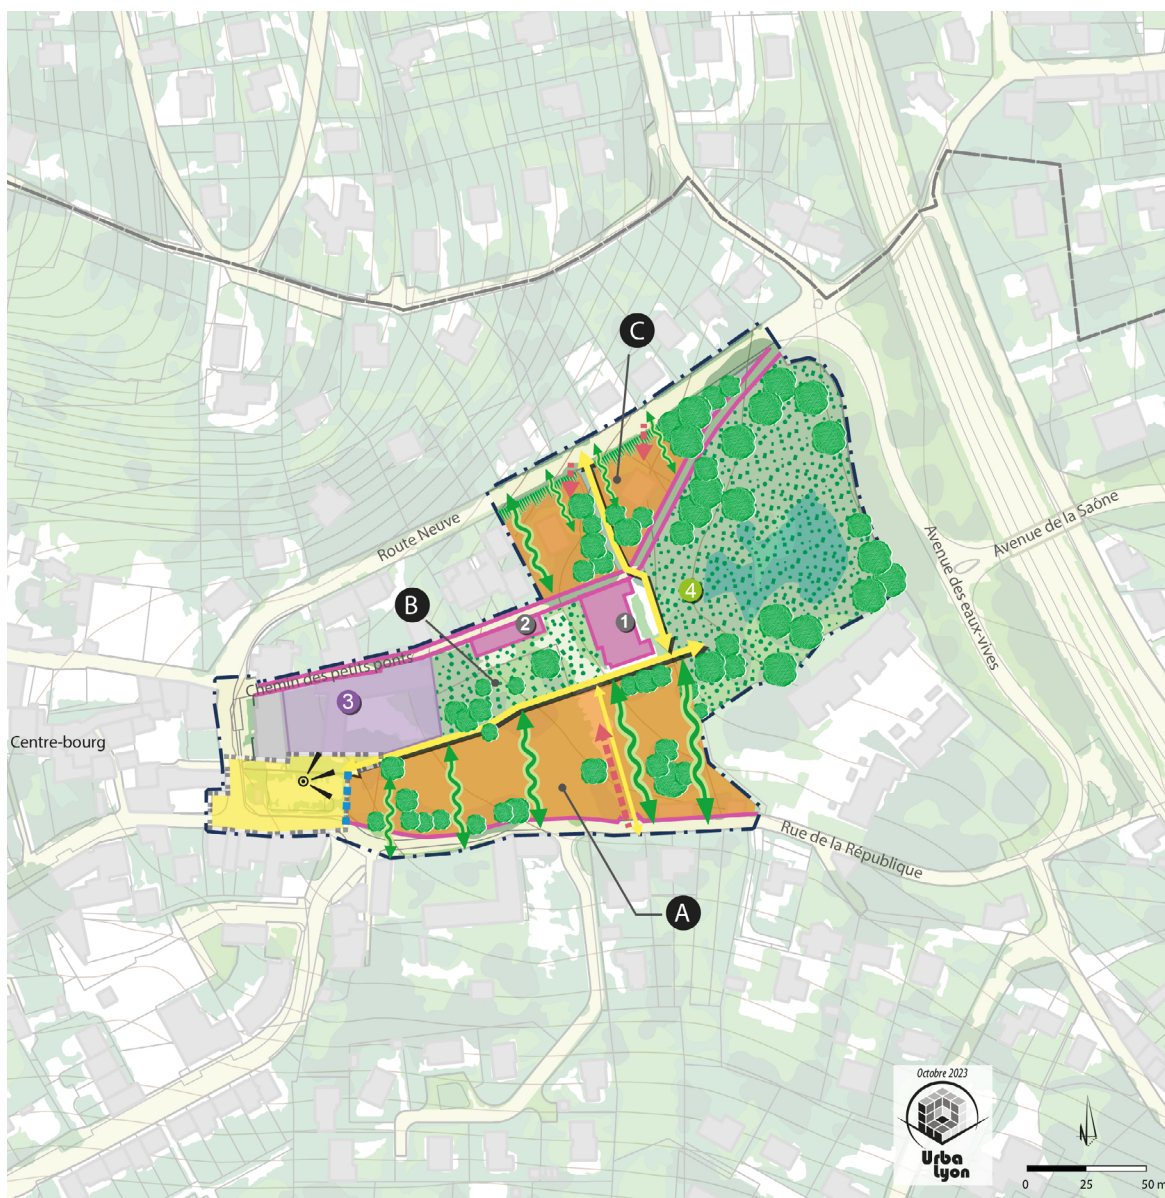 C
Route Neuve
Avenue de la Saône
Avenue des eaux-vives
B
4
2
1
Chemin des petits ponts
3
Centre-bourg
Rue de la République
A
Octobre 2023
Urba
Lyon
N
0 25 50 m